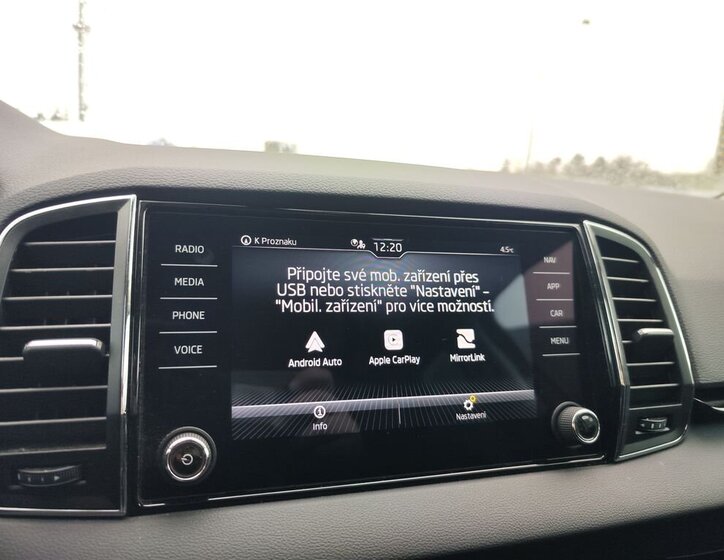 RADIO
MEDIA
PHONE
VOICE
K Proznaku
12:20
4.5°C
Připojte své mob. zařízení přes
USB nebo stiskněte "Nastavení" –
"Mobil. zařízení" pro více možností.
Android Auto
Apple CarPlay
MirrorLink
Info
Nastavení
NAV
APP
CAR
MENU